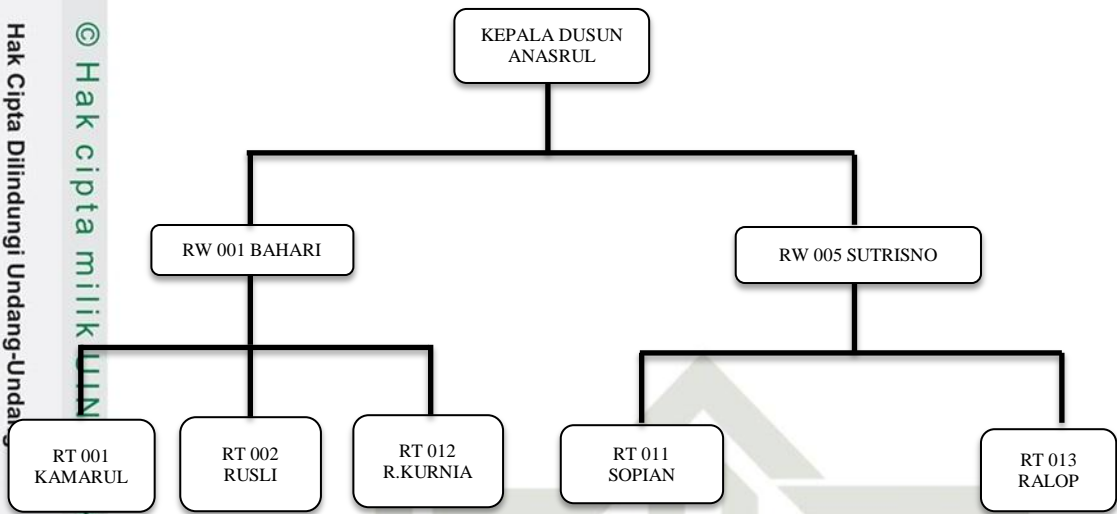 Hak Cipta Dilindungi Undang-Undang
© Hak cipta milik UIN
KEPALA DUSUN
ANASRUL
RW 001 BAHARI
RW 005 SUTRISNO
RT 001
KAMARUL
RT 002
RUSLI
RT 012
R.KURNIA
RT 011
SOPIAN
RT 013
RALOP